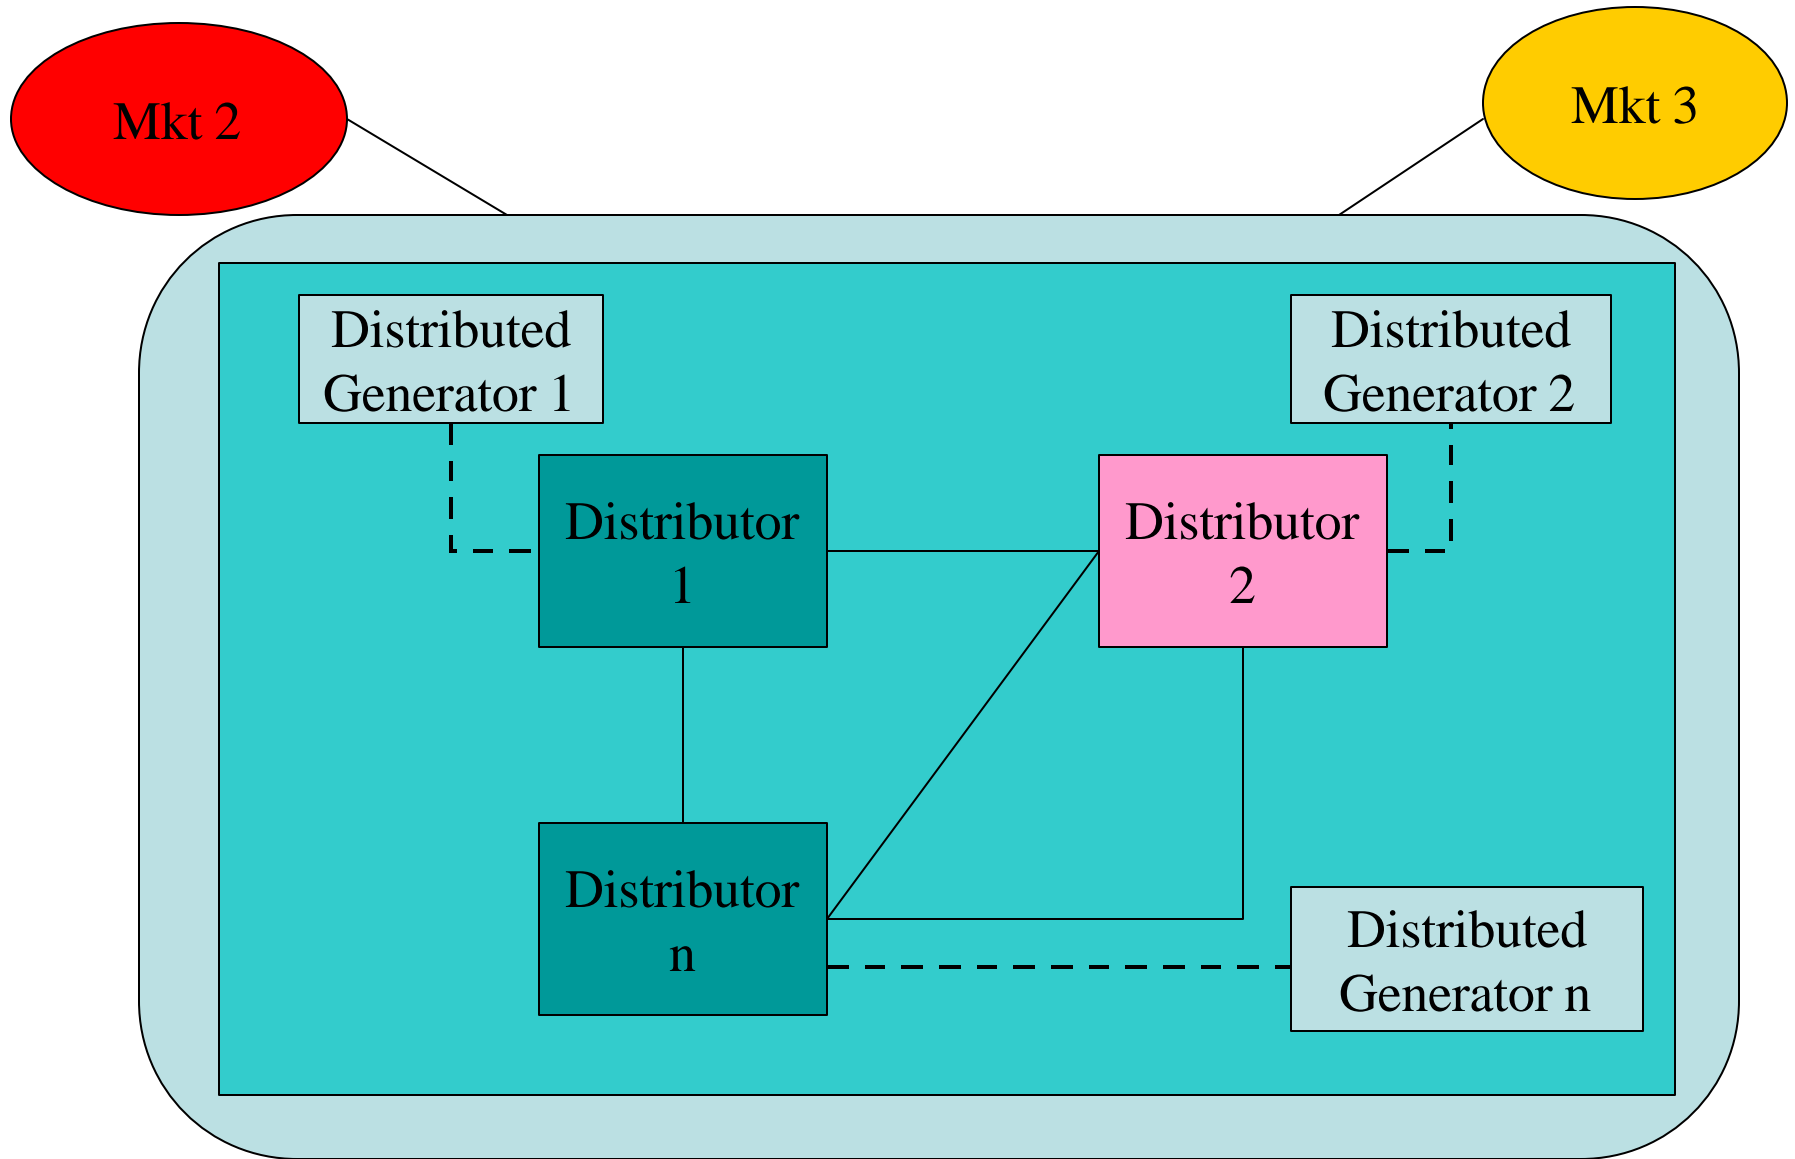 Mkt 2
Mkt 3
Distributed
Generator 1
Distributed
Generator 2
Distributor
1
Distributor
2
Distributor
n
Distributed
Generator n